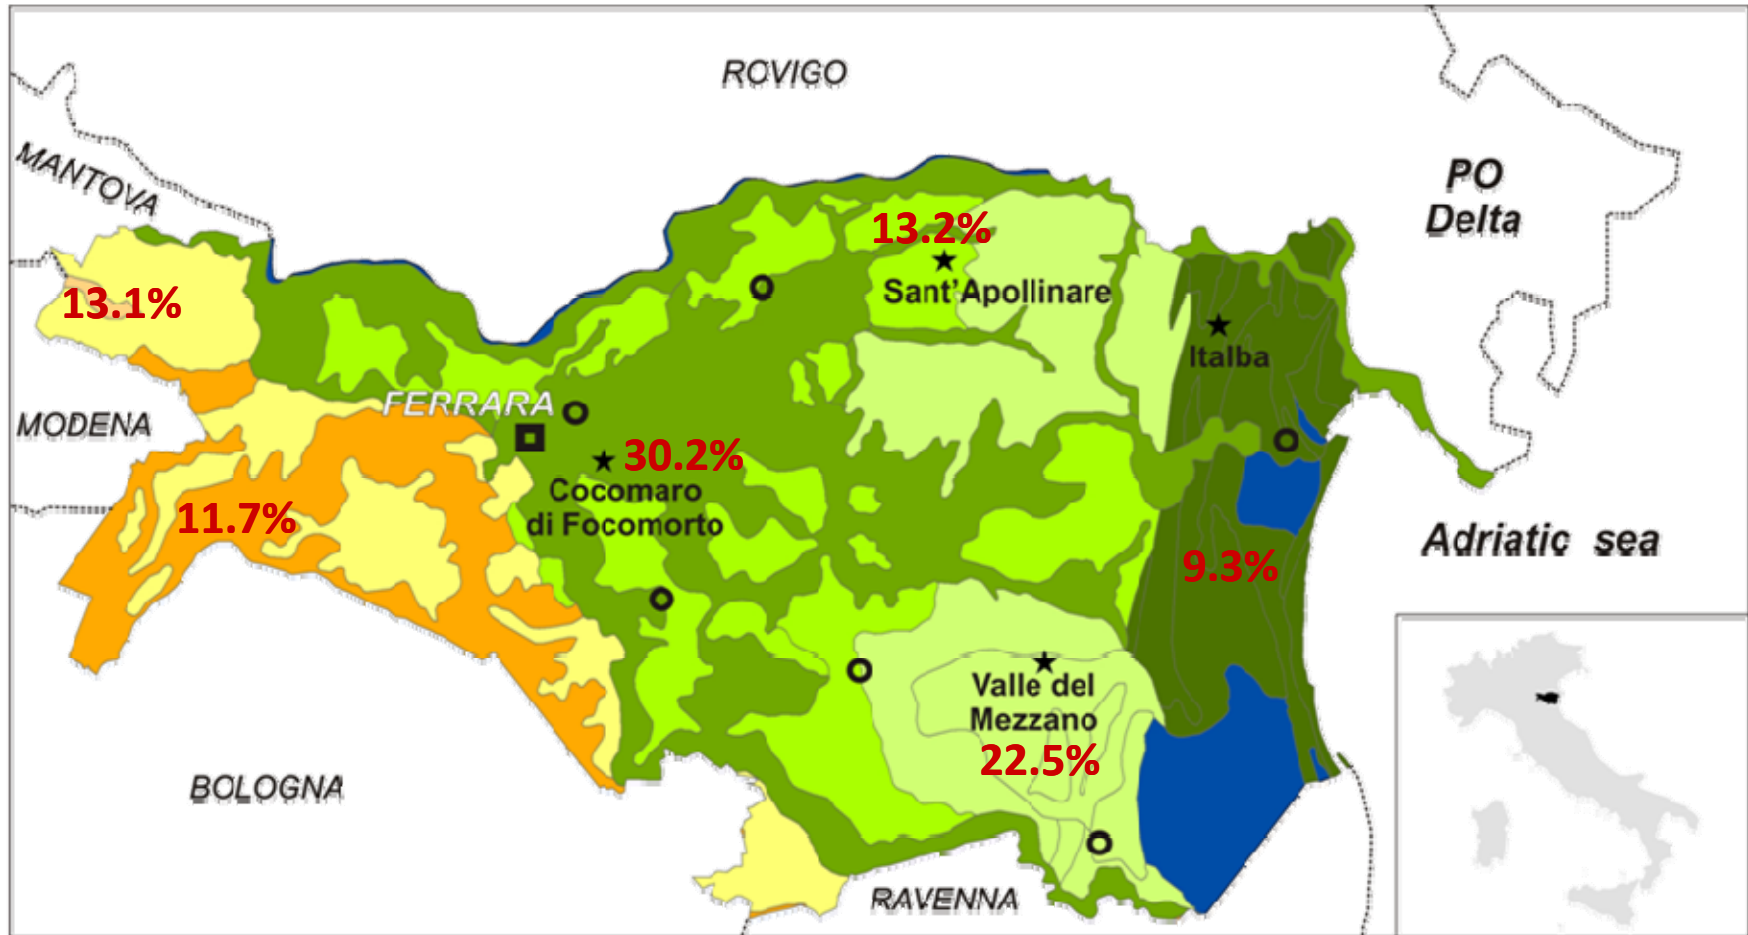 ROVIGO
MANTOVA
PO
Delta
13.2%
Sant'Apollinare
13.1%
Italba
FERRARA
MODENA
30.2%
Cocomaro
di Focomorto
11.7%
Adriatic sea
9.3%
Valle del
Mezzano
22.5%
BOLOGNA
RAVENNA